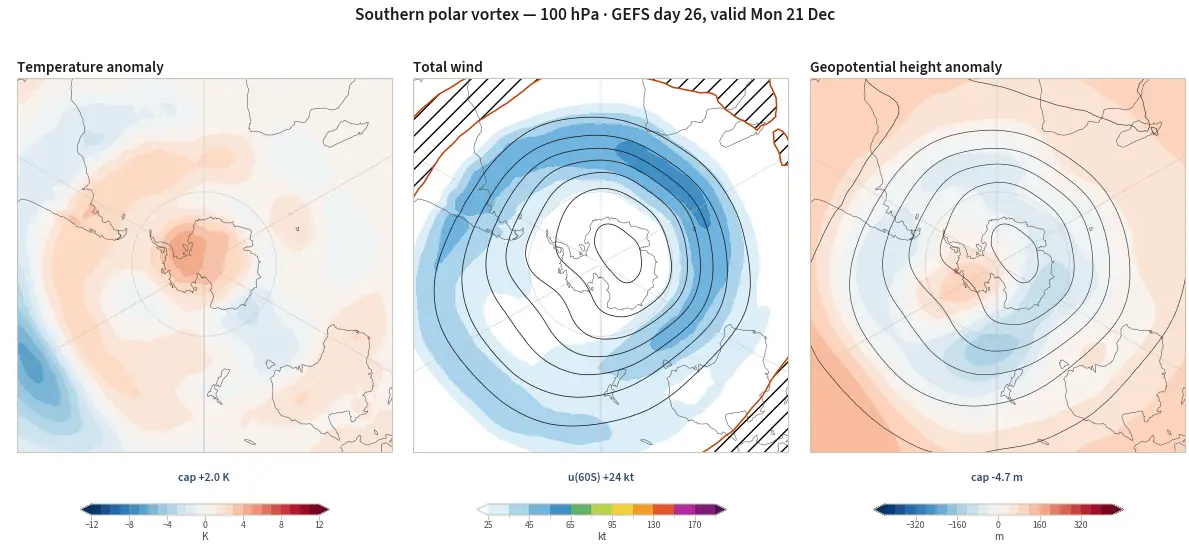 Southern polar vortex — 100 hPa · GEFS day 26, valid Mon 21 Dec
Temperature anomaly
Total wind
Geopotential height anomaly
cap +2.0 K
u(60S) +24 kt
cap -4.7 m
−12 −8 −4 0 4 8 12
K
25 45 65 95 130 170
kt
−320 −160 0 160 320
m